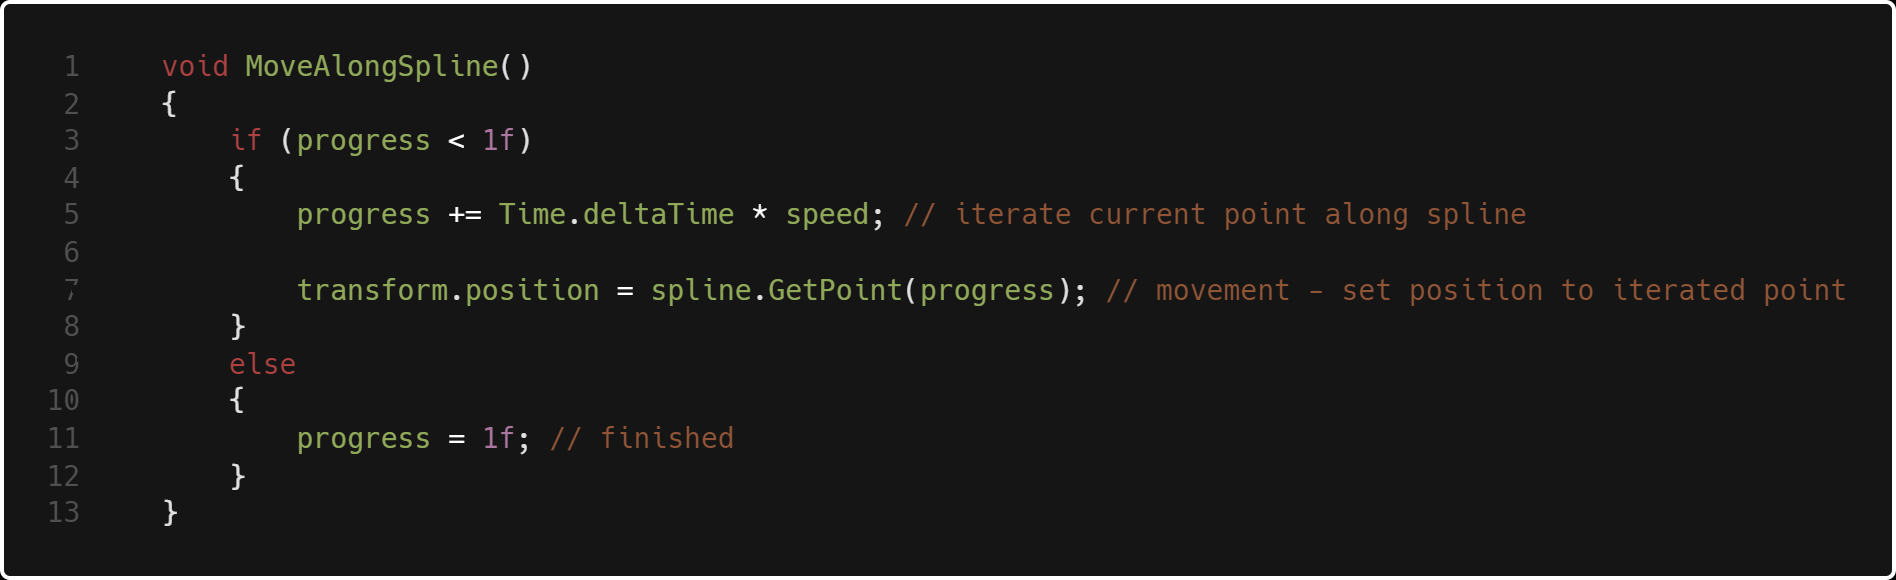 1 void MoveAlongSpline()
2 {
3 if (progress < 1f)
4 {
5 progress += Time.deltaTime * speed; // iterate current point along spline
6
7 transform.position = spline.GetPoint(progress); // movement - set position to iterated point
8 }
9 else
10 {
11 progress = 1f; // finished
12 }
13 }